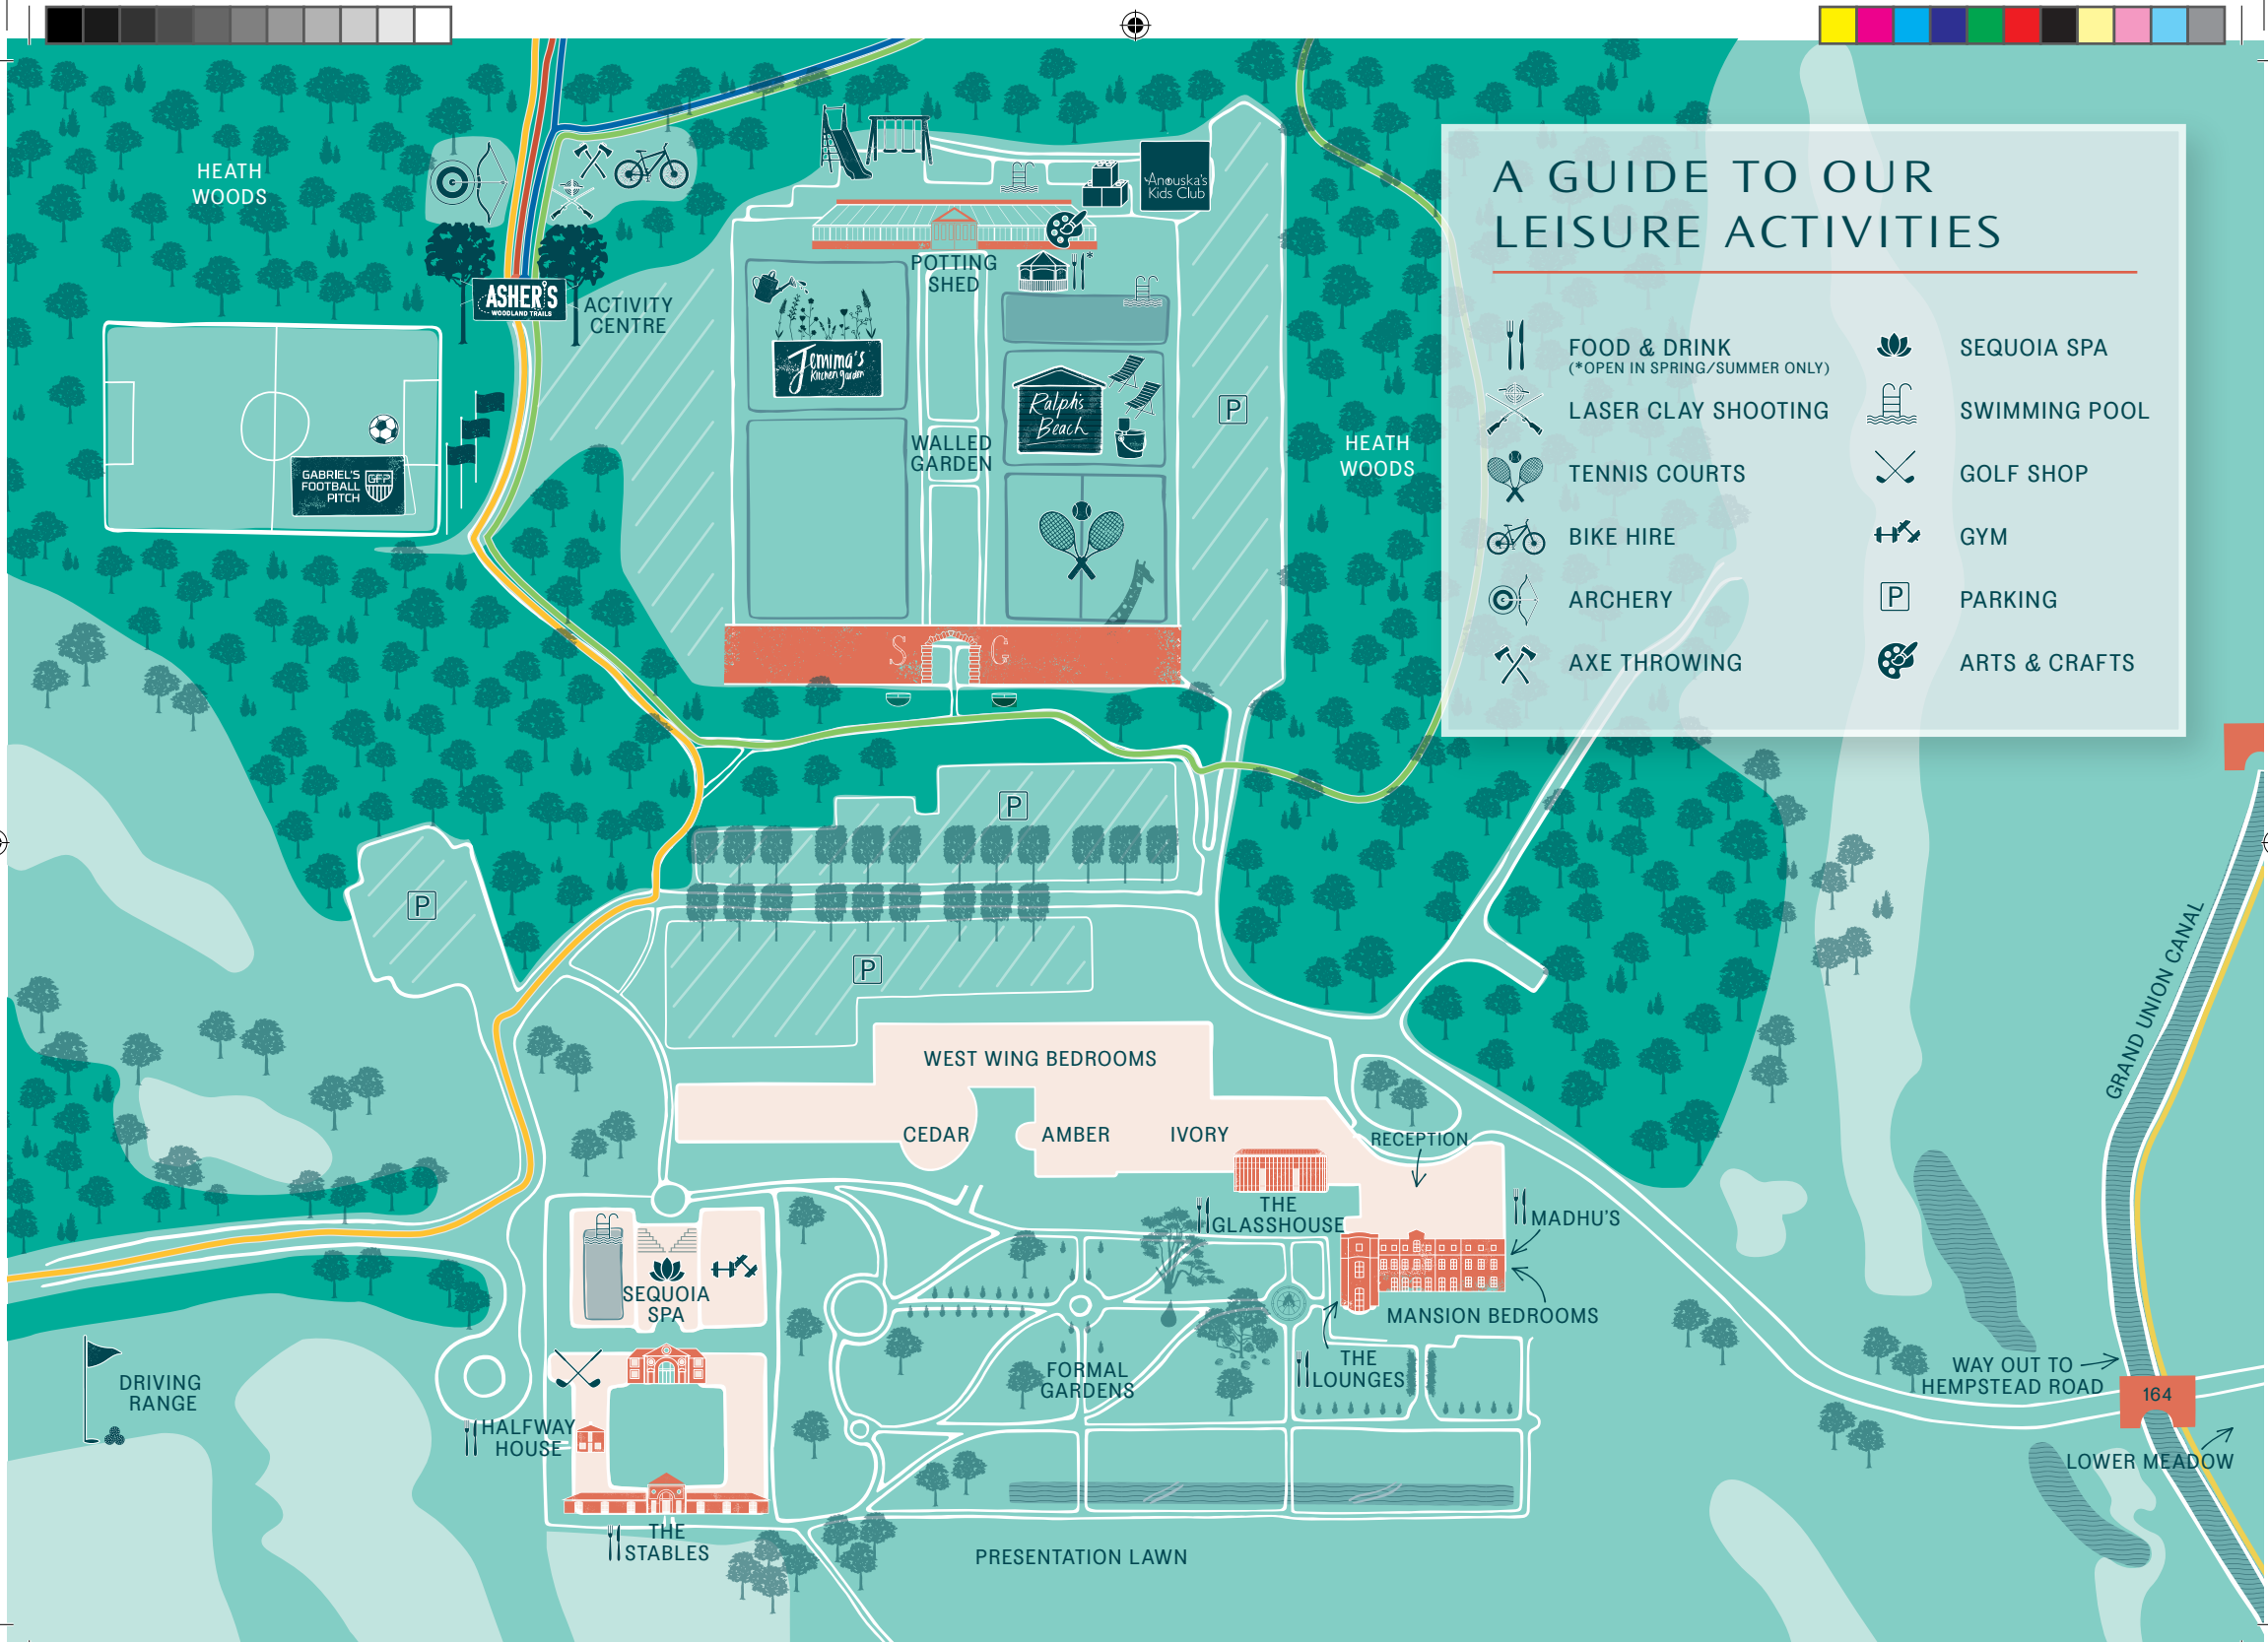 A GUIDE TO OUR
LEISURE ACTIVITIES
FOOD & DRINK
(*OPEN IN SPRING/SUMMER ONLY)
LASER CLAY SHOOTING
TENNIS COURTS
BIKE HIRE
ARCHERY
AXE THROWING
SEQUOIA SPA
SWIMMING POOL
GOLF SHOP
GYM
P
PARKING
ARTS & CRAFTS
HEATH
WOODS
ASHER'S
WOODLAND TRAILS
ACTIVITY
CENTRE
GABRIEL'S
FOOTBALL
PITCH
GFP
Anouska's
Kids Club
POTTING
SHED
*
Jemima's
Kitchen garden
Ralph's
Beach
WALLED
GARDEN
P
HEATH
WOODS
S G
P
P
P
WEST WING BEDROOMS
CEDAR
AMBER
IVORY
RECEPTION
THE
GLASSHOUSE
MADHU'S
MANSION BEDROOMS
THE
LOUNGES
SEQUOIA
SPA
FORMAL
GARDENS
DRIVING
RANGE
HALFWAY
HOUSE
THE
STABLES
PRESENTATION LAWN
GRAND UNION CANAL
WAY OUT TO
HEMPSTEAD ROAD
164
LOWER MEADOW